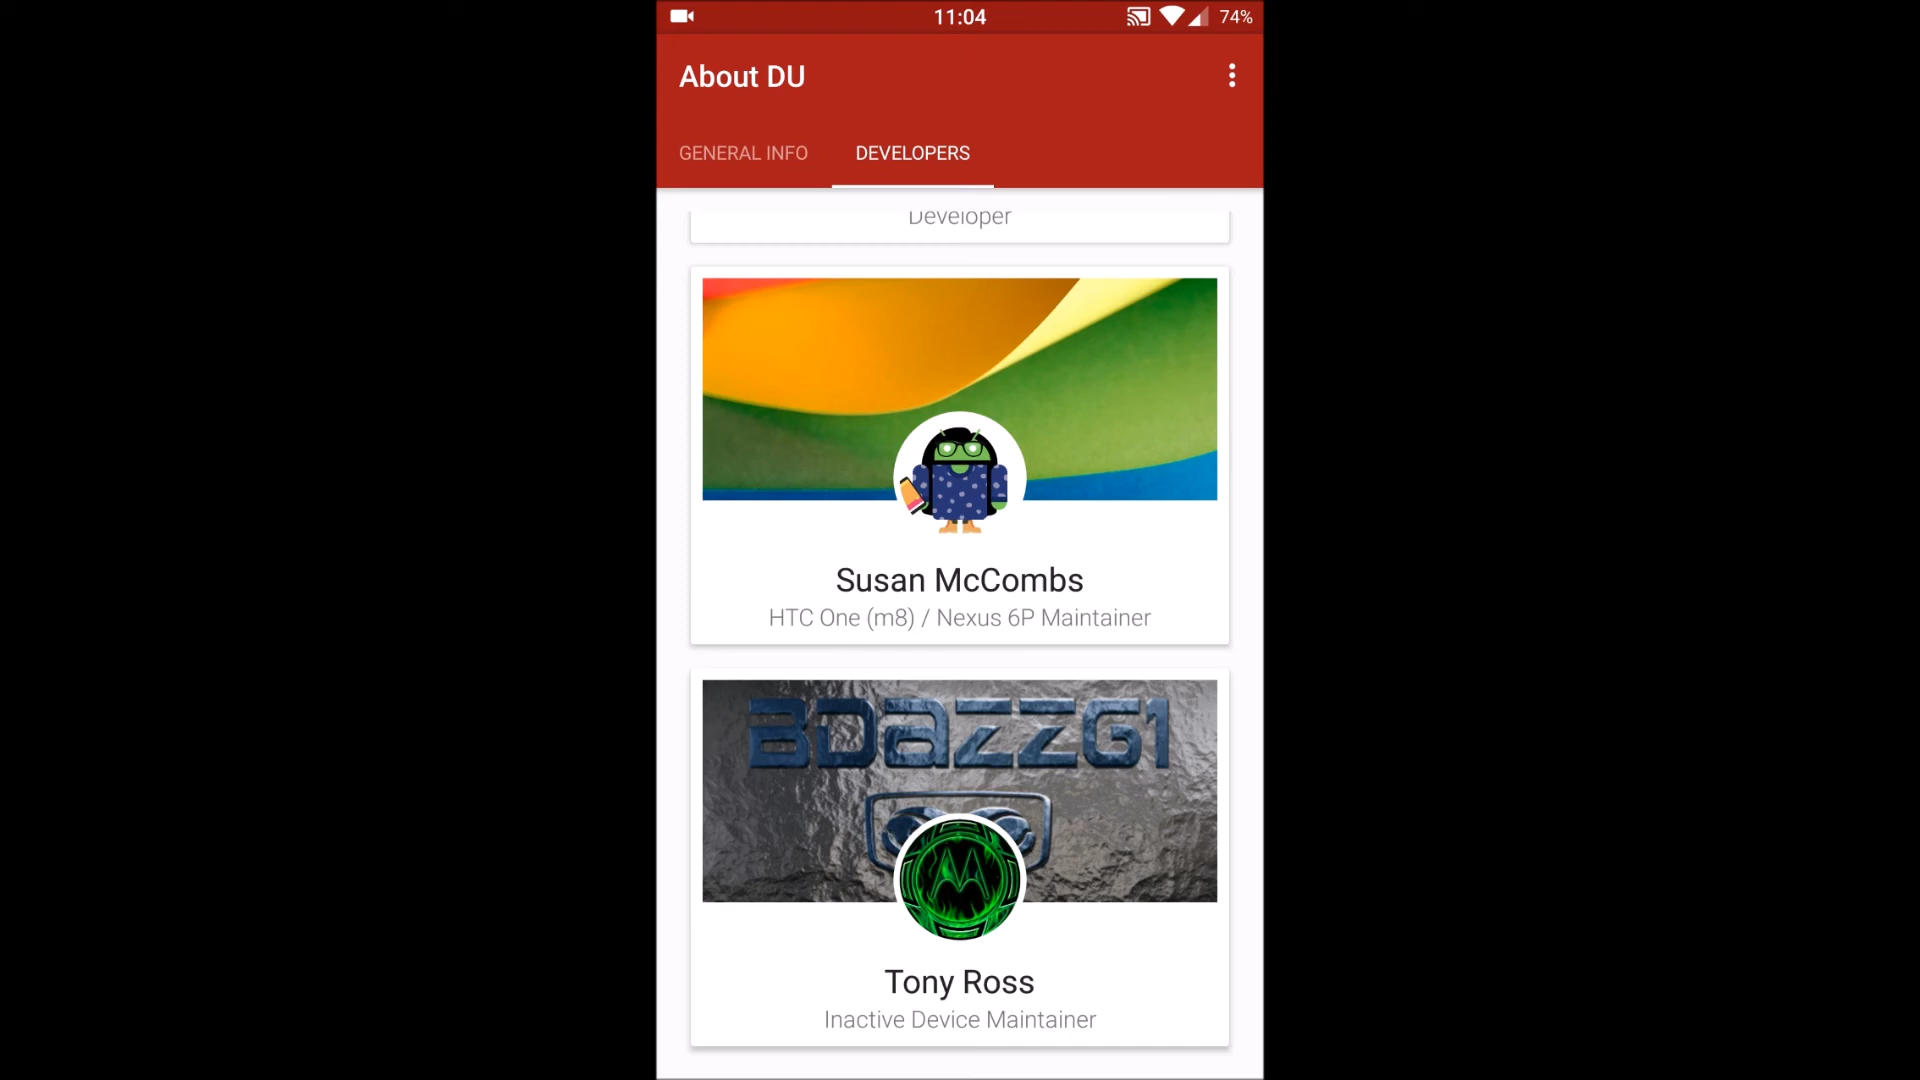 11:04
74%
About DU
GENERAL INFO
DEVELOPERS
Developer
Susan McCombs
HTC One (m8) / Nexus 6P Maintainer
BDAZZ61
Tony Ross
Inactive Device Maintainer